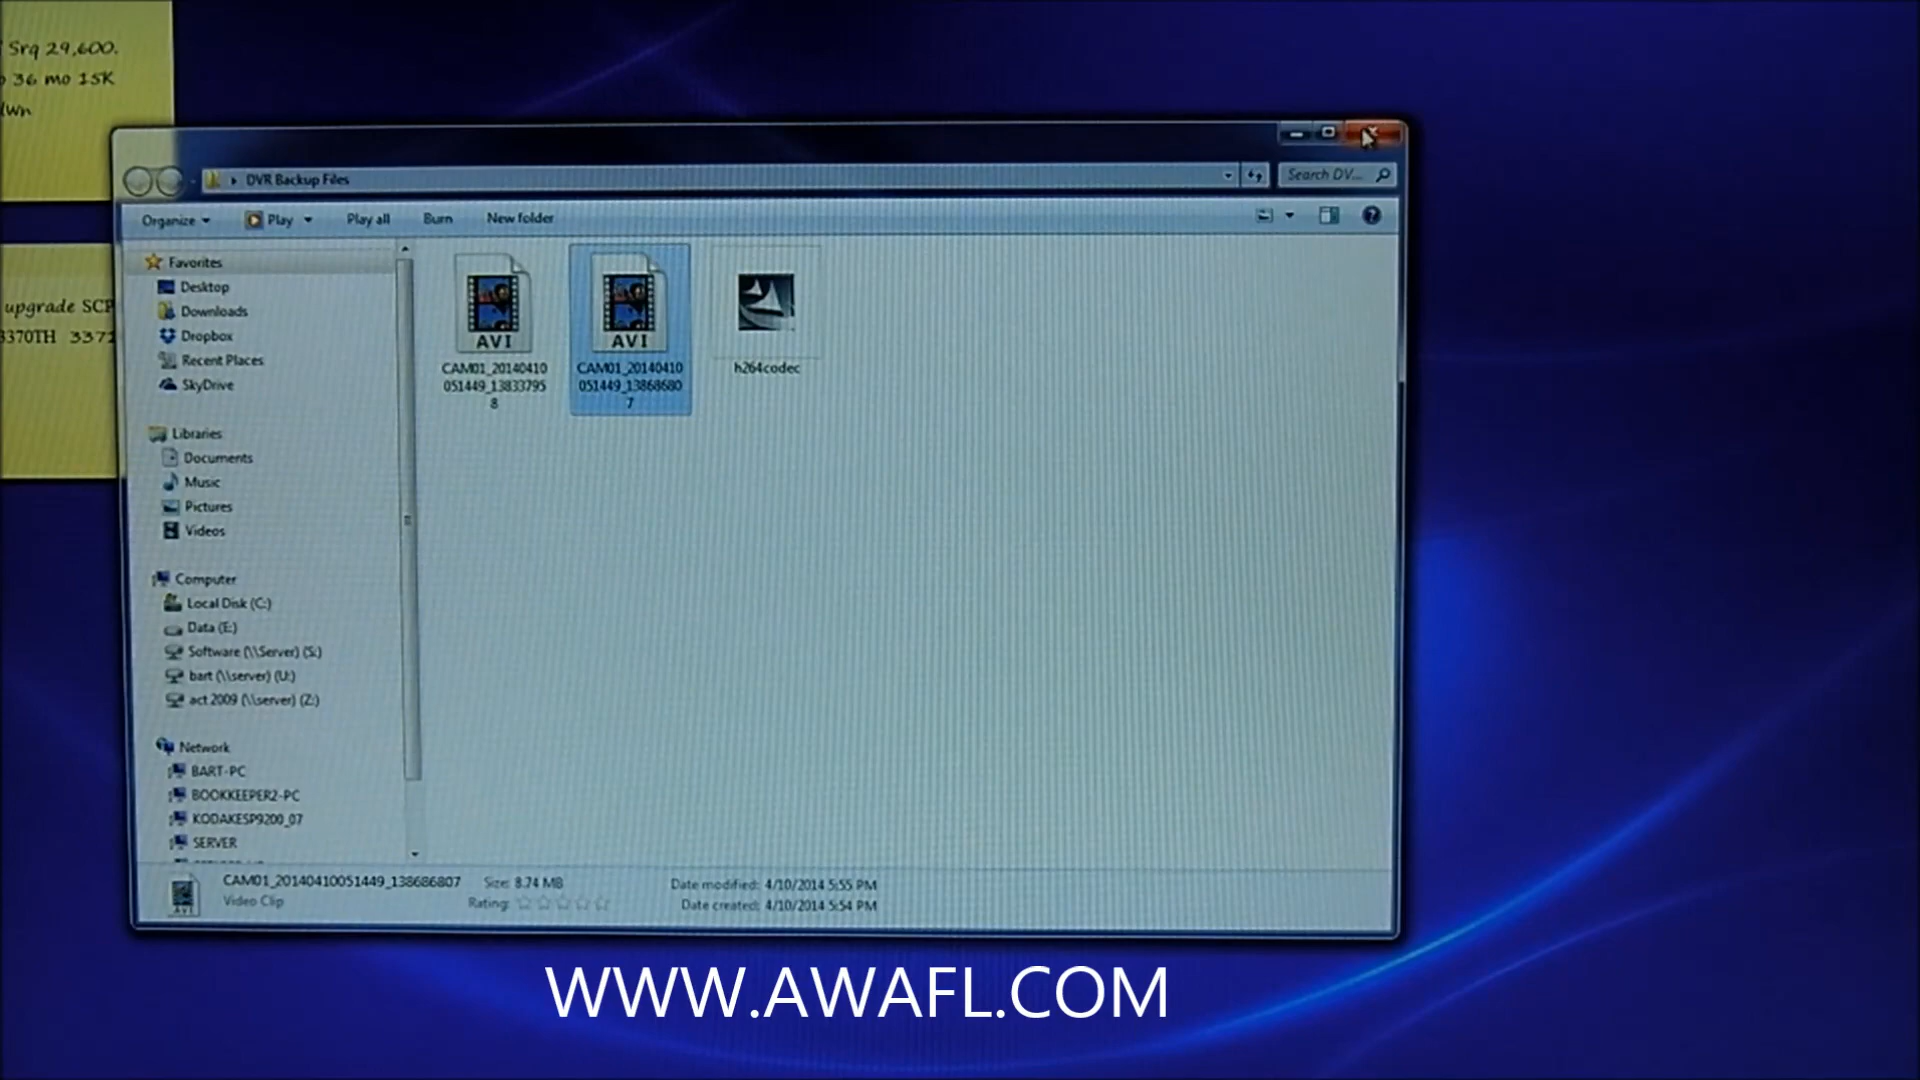 Srq 29,600.
36 mo 15K
upgrade SCP
3370TH 3371
DVR Backup Files
Search DV...
Organize
Play
Play all
Burn
New folder
Favorites
Desktop
Downloads
Dropbox
Recent Places
SkyDrive
Libraries
Documents
Music
Pictures
Videos
Computer
Local Disk (C:)
Data (E:)
Software (\\Server) (S:)
bart (\\server) (U:)
act 2009 (\\server) (Z:)
Network
BART-PC
BOOKKEEPER2-PC
KODAKESP9200_07
SERVER
AVI
CAM01_20140410
051449_13833795
8
AVI
CAM01_20140410
051449_13868680
7
h264codec
CAM01_20140410051449_138686807
Video Clip
Size: 8.74 MB
Rating:
Date modified: 4/10/2014 5:55 PM
Date created: 4/10/2014 5:54 PM
WWW.AWAFL.COM